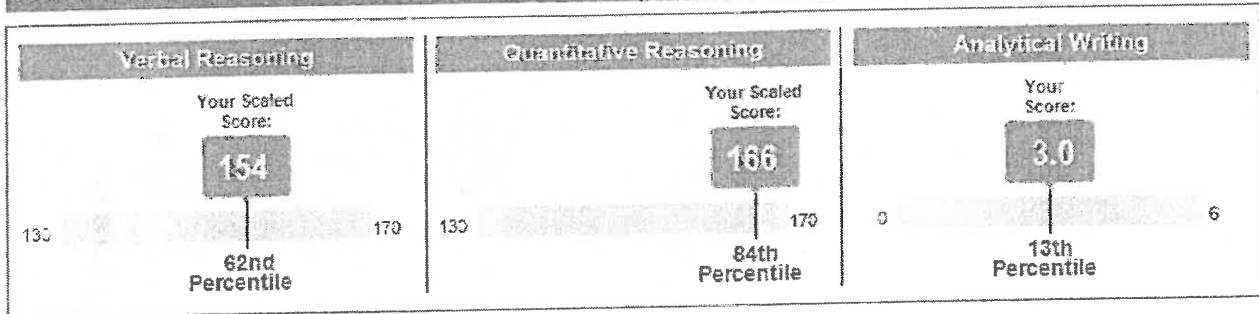 Verbal Reasoning
Your Scaled
Score:
154
130
170
62nd
Percentile
Quantitative Reasoning
Your Scaled
Score:
166
130
170
84th
Percentile
Analytical Writing
Your
Score:
3.0
0
6
13th
Percentile